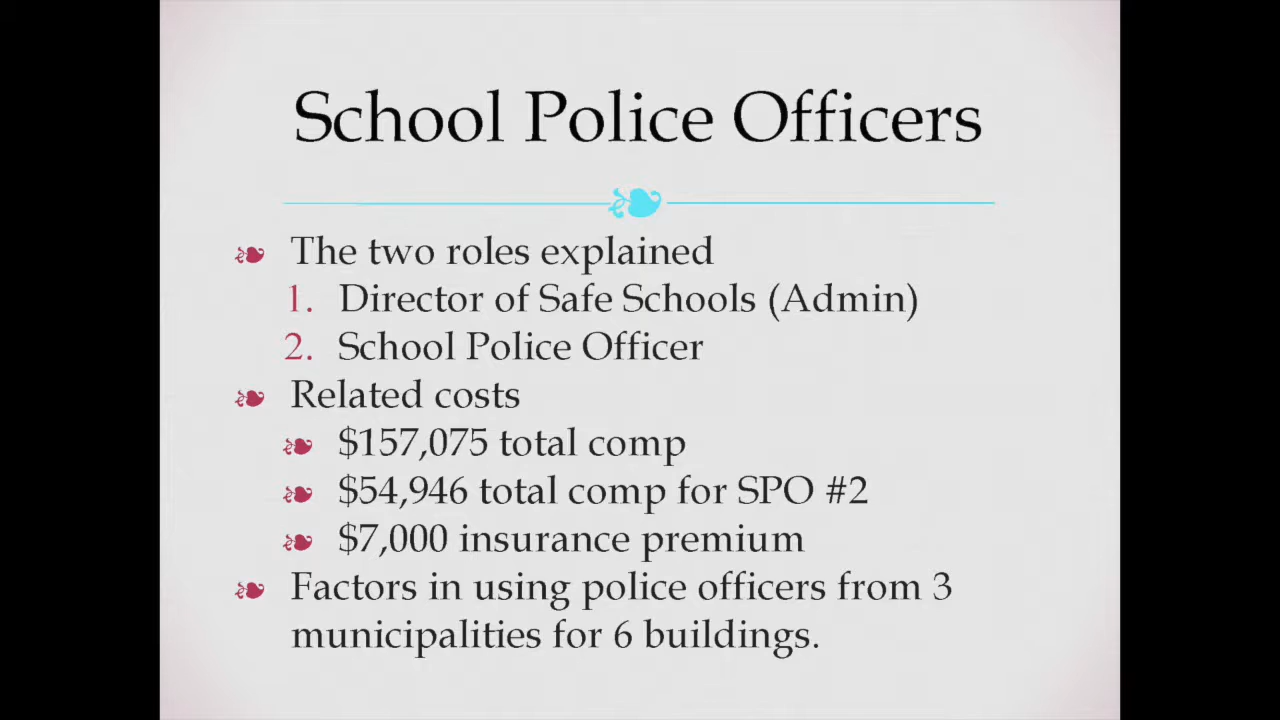 School Police Officers
The two roles explained
1. Director of Safe Schools (Admin)
2. School Police Officer
Related costs
$157,075 total comp
$54,946 total comp for SPO #2
$7,000 insurance premium
Factors in using police officers from 3
municipalities for 6 buildings.